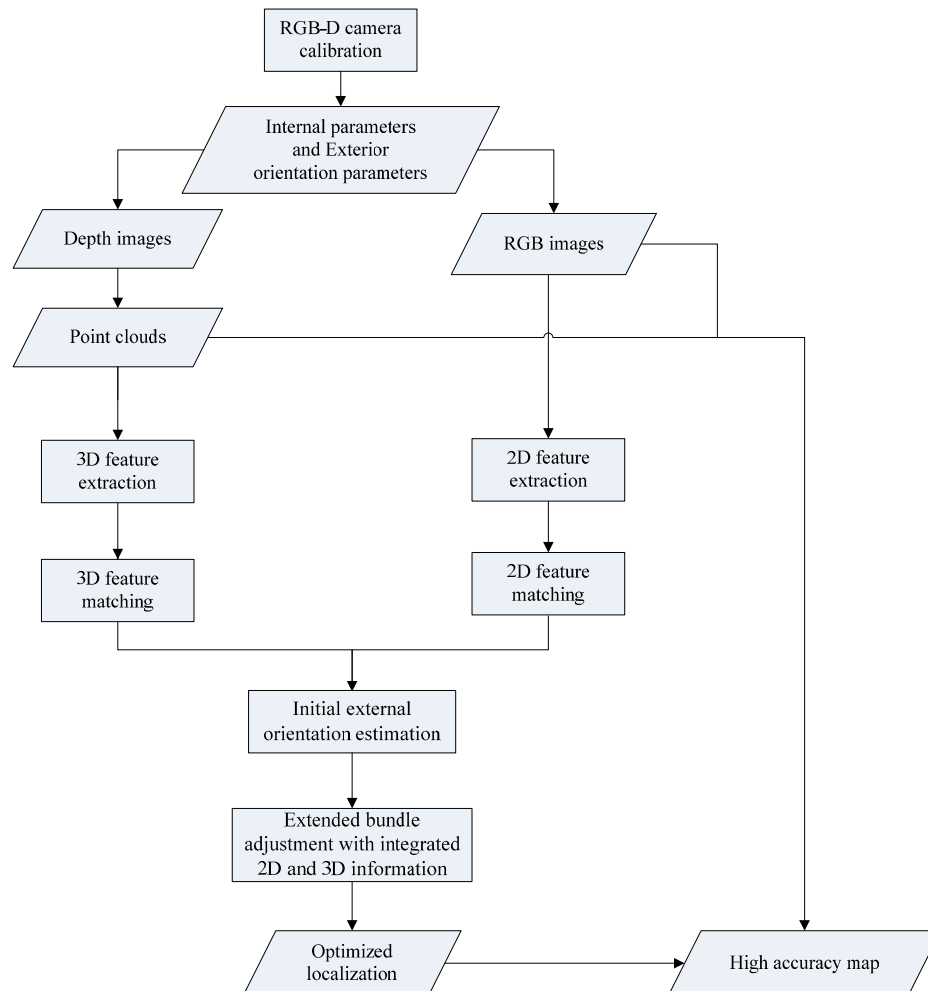 RGB-D camera
calibration
Internal parameters
and Exterior
orientation parameters
Depth images
RGB images
Point clouds
3D feature
extraction
2D feature
extraction
3D feature
matching
2D feature
matching
Initial external
orientation estimation
Extended bundle
adjustment with integrated
2D and 3D information
Optimized
localization
High accuracy map